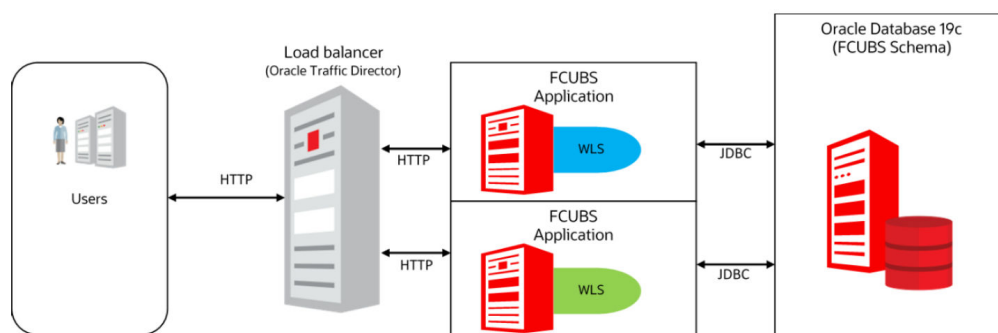 Users
HTTP
Load balancer
(Oracle Traffic Director)
HTTP
HTTP
FCUBS
Application
WLS
FCUBS
Application
WLS
JDBC
JDBC
Oracle Database 19c
(FCUBS Schema)